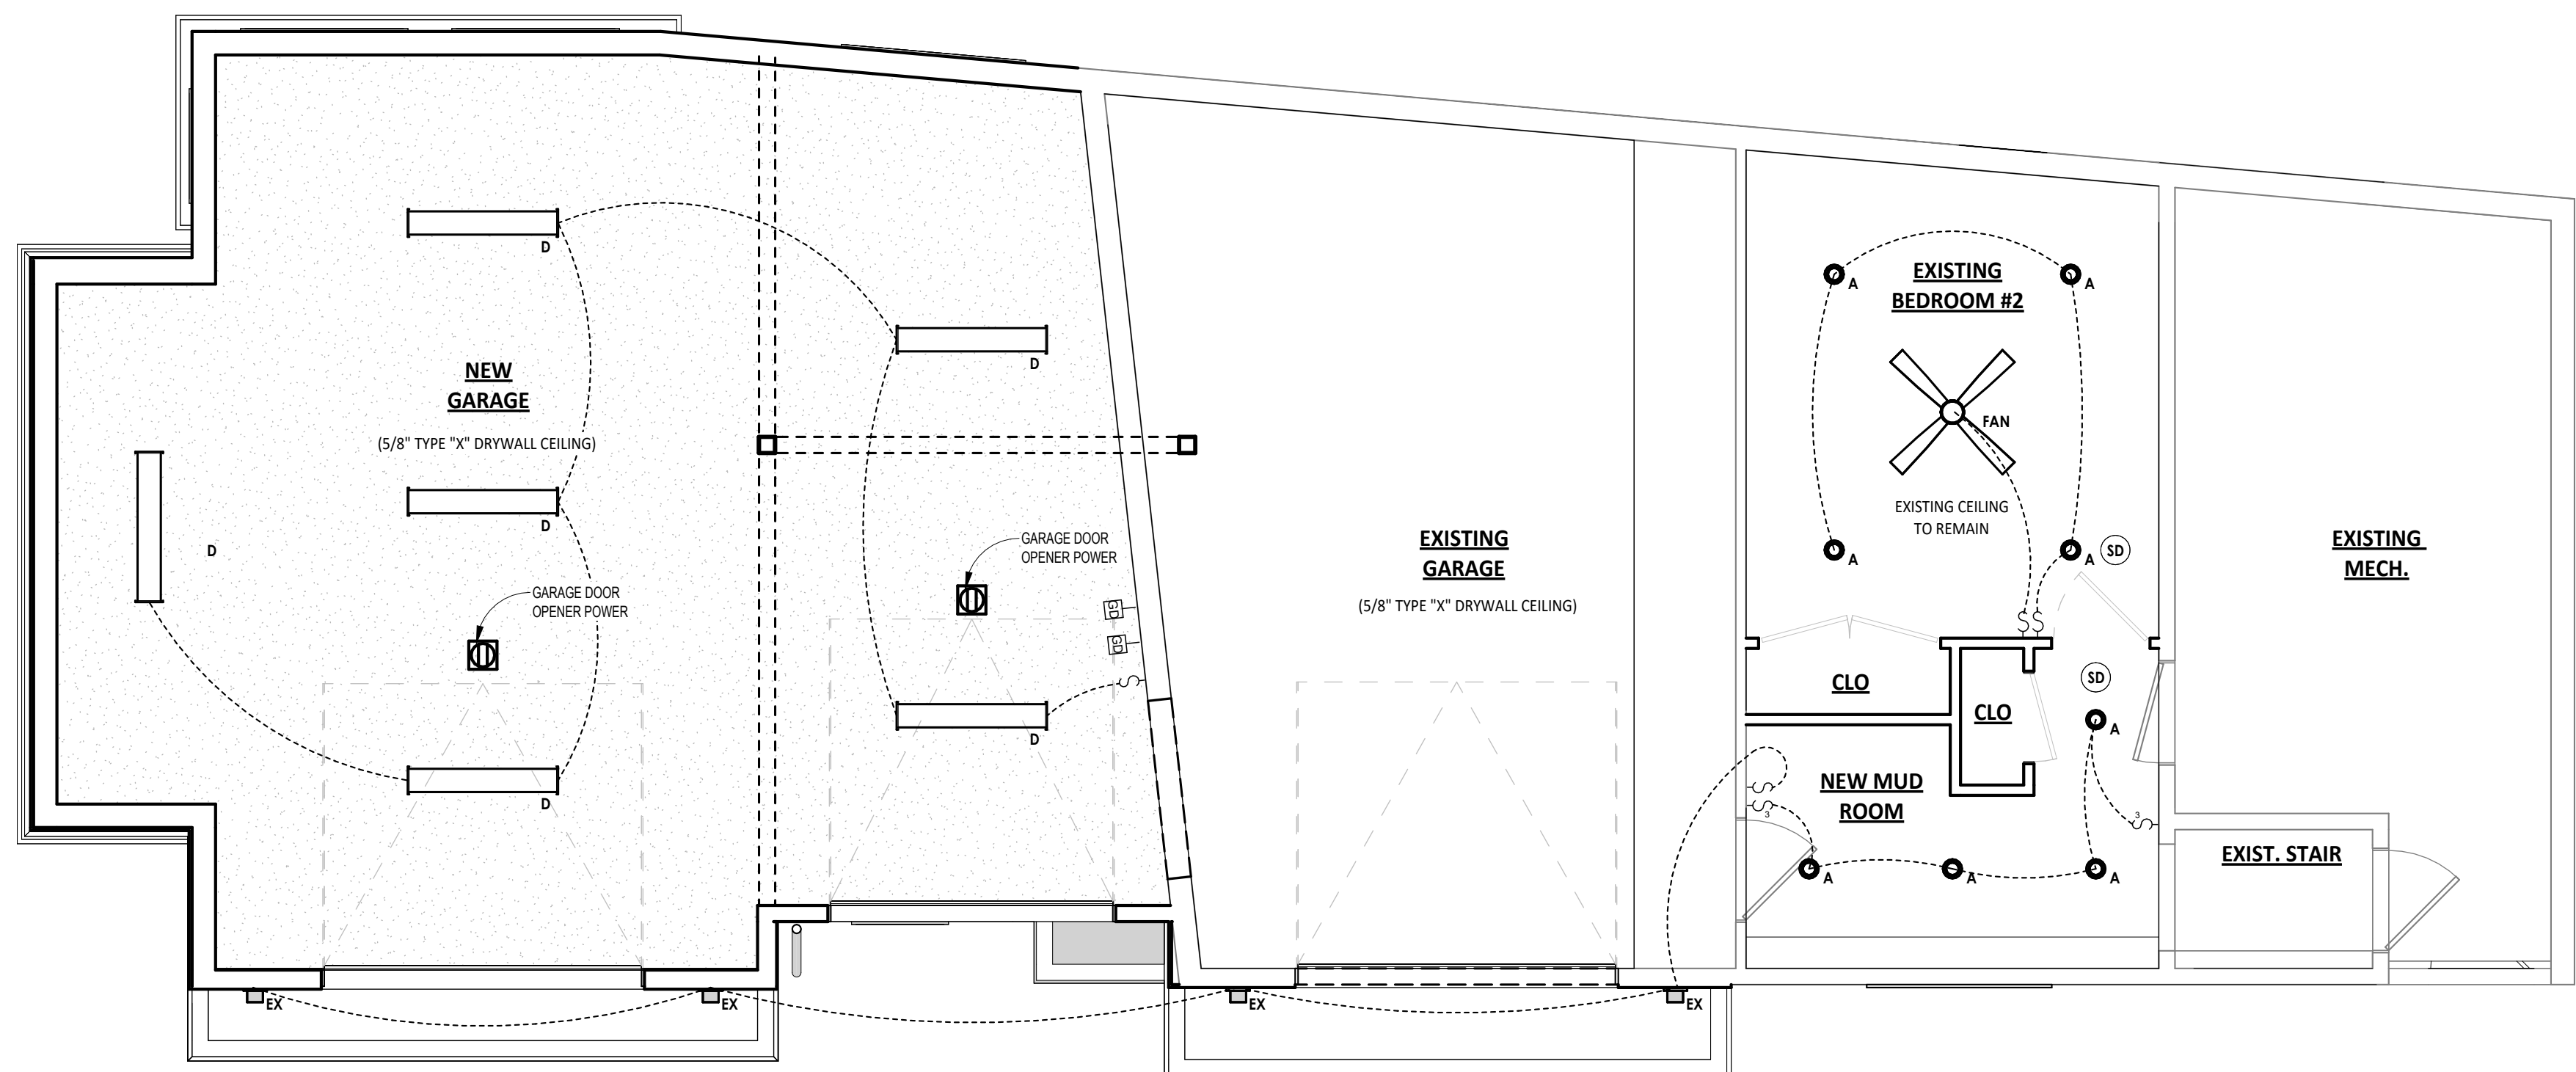 D
D
NEW
GARAGE
(5/8" TYPE "X" DRYWALL CEILING)
D
D
GARAGE DOOR
OPENER POWER
D
GARAGE DOOR
OPENER POWER
GD
GD
D
EX
EX
EX
EX
EXISTING
GARAGE
(5/8" TYPE "X" DRYWALL CEILING)
EXISTING
BEDROOM #2
A
A
FAN
EXISTING CEILING
TO REMAIN
A
A
SD
CLO
CLO
SD
A
NEW MUD
ROOM
3
3
A
A
A
EXISTING
MECH.
EXIST. STAIR